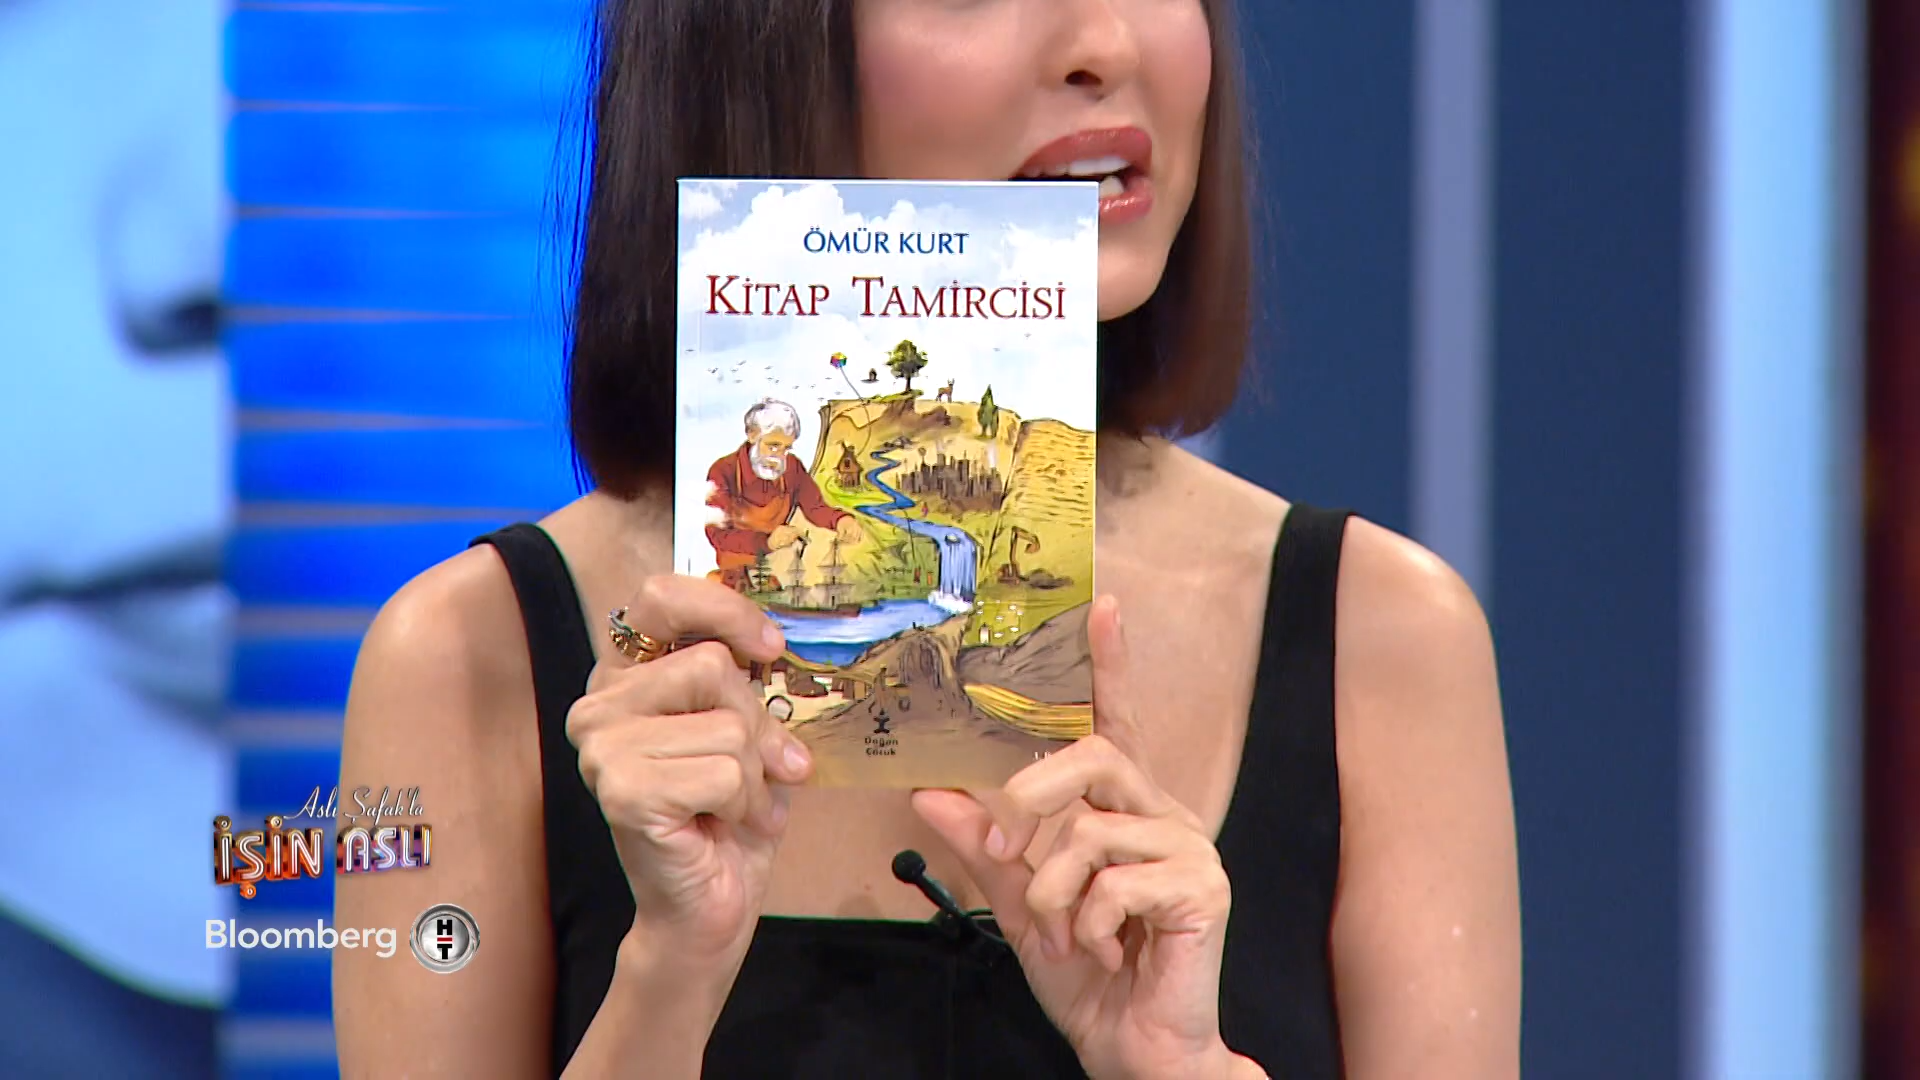 ÖMÜR KURT
KİTAP TAMİRCİSİ
Doğan
Çocuk
Aslı Şafak'la
İŞİN ASLI
Bloomberg HT